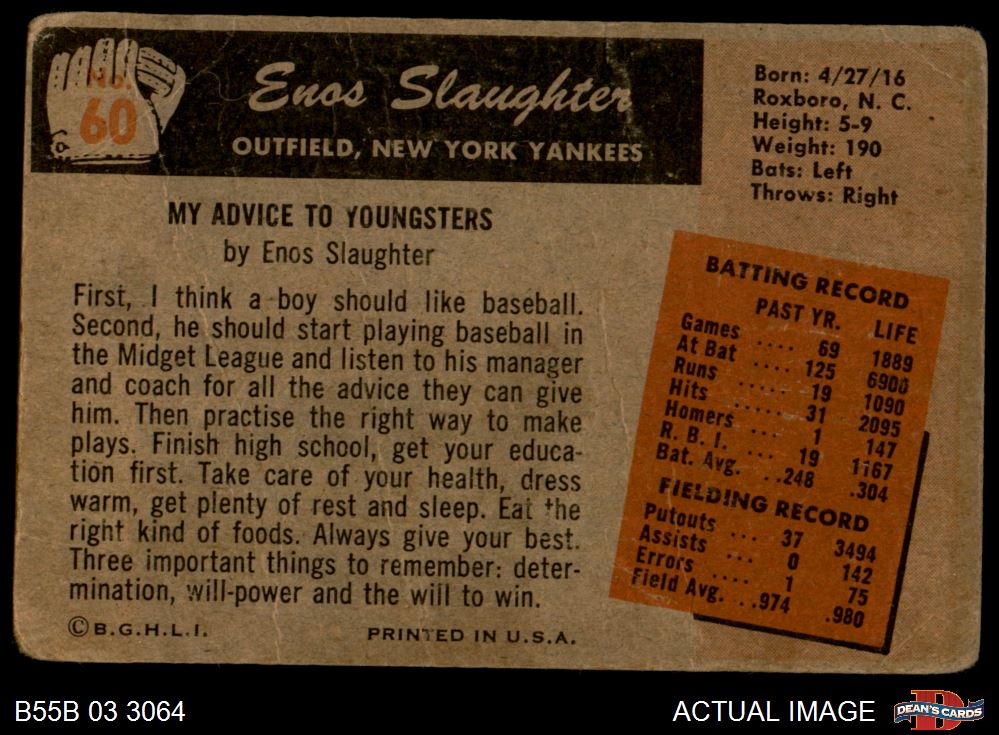 No.
60
Enos Slaughter
OUTFIELD, NEW YORK YANKEES
Born: 4/27/16
Roxboro, N. C.
Height: 5-9
Weight: 190
Bats: Left
Throws: Right
MY ADVICE TO YOUNGSTERS
by Enos Slaughter
First, I think a boy should like baseball.
Second, he should start playing baseball in
the Midget League and listen to his manager
and coach for all the advice they can give
him. Then practise the right way to make
plays. Finish high school, get your educa-
tion first. Take care of your health, dress
warm, get plenty of rest and sleep. Eat the
right kind of foods. Always give your best.
Three important things to remember: deter-
mination, will-power and the will to win.
BATTING RECORD
PAST YR. LIFE
Games .... 69 1889
At Bat .... 125 6900
Runs ..... 19 1090
Hits ..... 31 2095
Homers ... 1 147
R. B. I. ... 19 1167
Bat. Avg. ..248 .304
FIELDING RECORD
Putouts ... 37 3494
Assists ... 0 142
Errors .... 1 75
Field Avg. ..974 .980
© B.G.H.L.I. PRINTED IN U.S.A.
B55B 03 3064 ACTUAL IMAGE DEAN'S CARDS